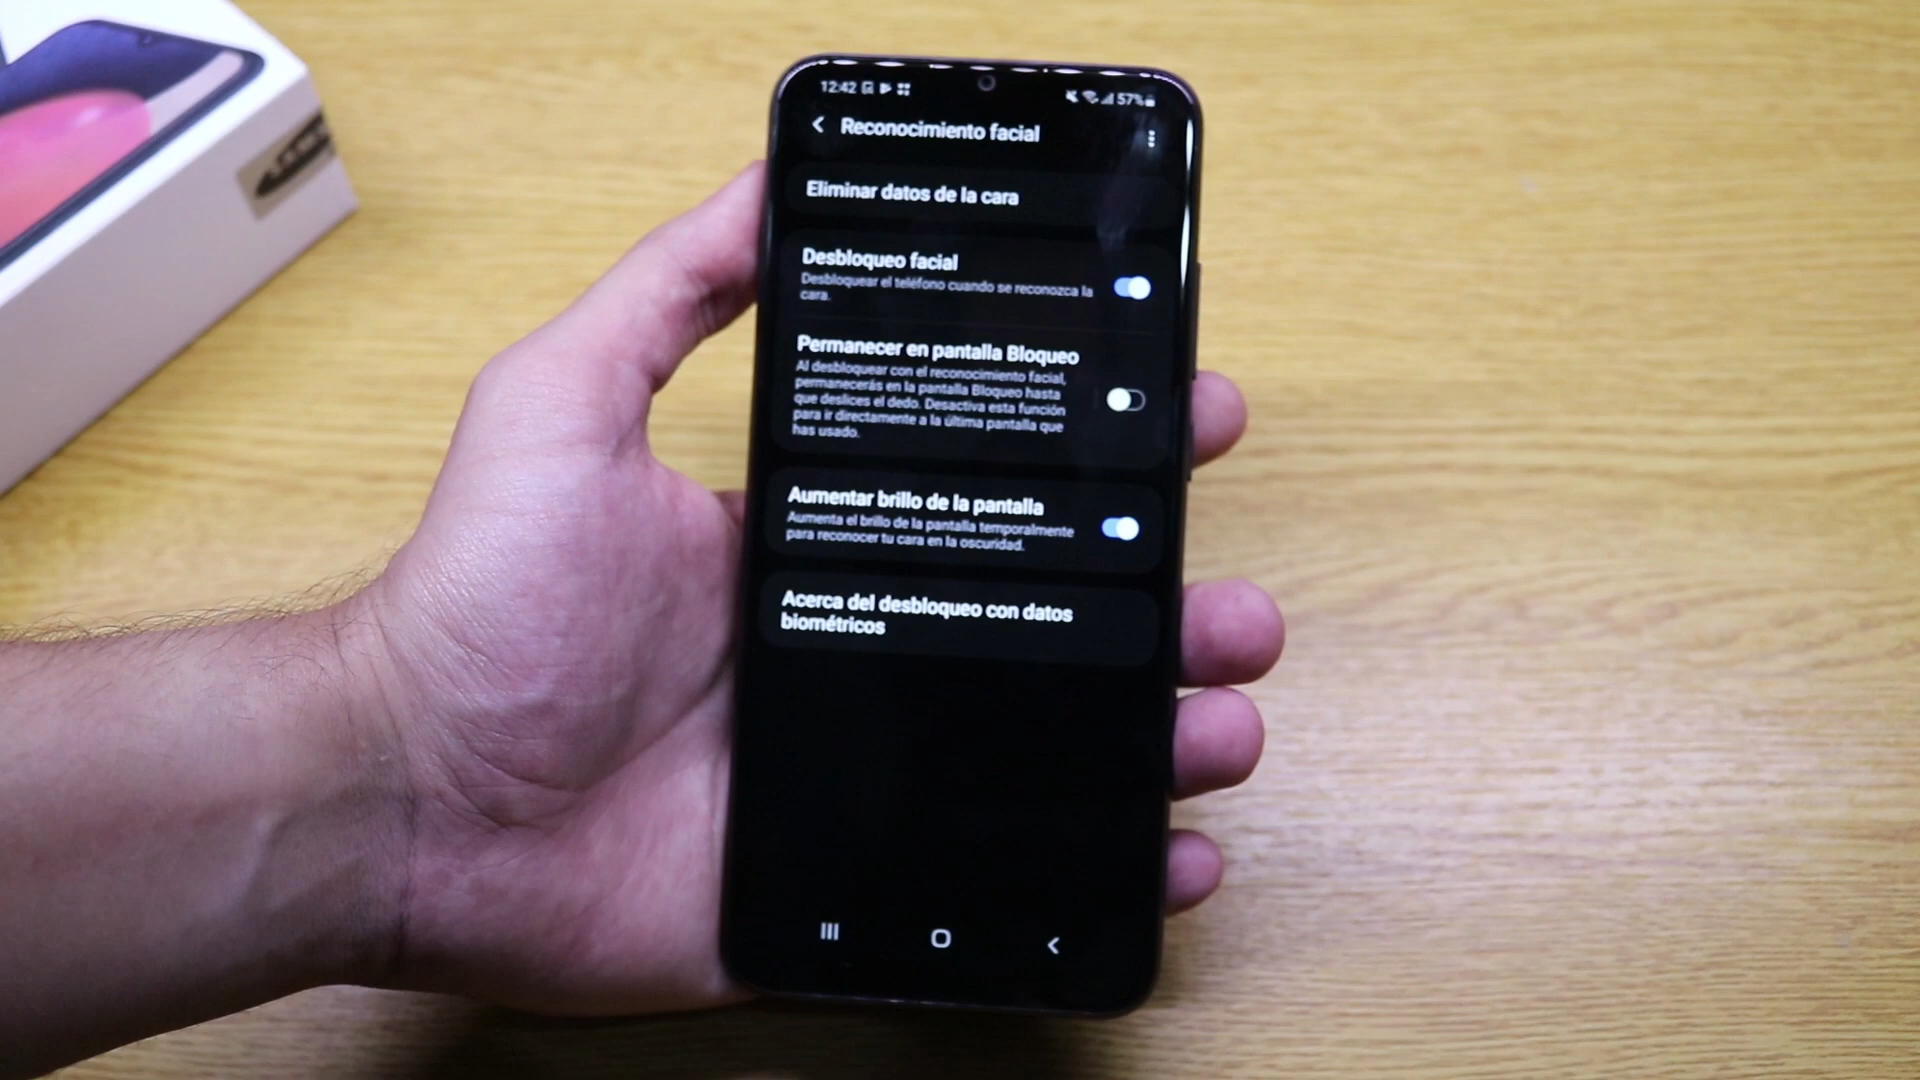 12:42
57%
Reconocimiento facial
Eliminar datos de la cara
Desbloqueo facial
Desbloquear el teléfono cuando se reconozca la
cara.
Permanecer en pantalla Bloqueo
Al desbloquear con el reconocimiento facial,
permanecerás en la pantalla Bloqueo hasta
que deslices el dedo. Desactiva esta función
para ir directamente a la última pantalla que
has usado.
Aumentar brillo de la pantalla
Aumenta el brillo de la pantalla temporalmente
para reconocer tu cara en la oscuridad.
Acerca del desbloqueo con datos
biométricos